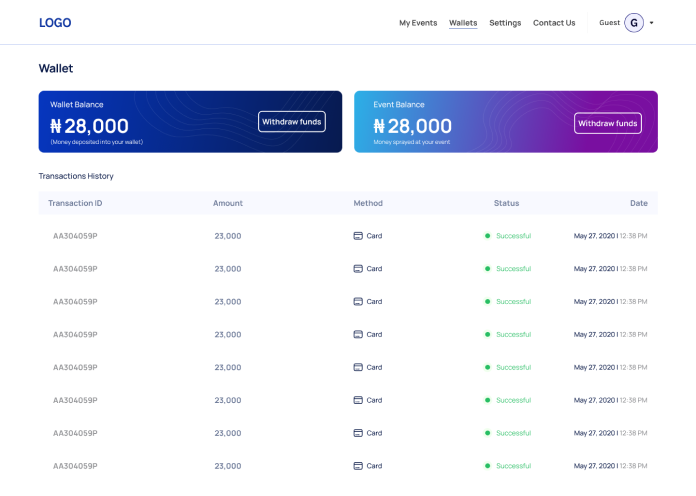 LOGO
My Events Wallets Settings Contact Us Guest G
Wallet
Wallet Balance
₦28,000
(Money deposited into your wallet)
Withdraw funds
Event Balance
₦28,000
Money sprayed at your event
Withdraw funds
Transactions History
Transaction ID Amount Method Status Date
AA304059P 23,000 Card Successful May 27, 2020 | 12:38 PM
AA304059P 23,000 Card Successful May 27, 2020 | 12:38 PM
AA304059P 23,000 Card Successful May 27, 2020 | 12:38 PM
AA304059P 23,000 Card Successful May 27, 2020 | 12:38 PM
AA304059P 23,000 Card Successful May 27, 2020 | 12:38 PM
AA304059P 23,000 Card Successful May 27, 2020 | 12:38 PM
AA304059P 23,000 Card Successful May 27, 2020 | 12:38 PM
AA304059P 23,000 Card Successful May 27, 2020 | 12:38 PM